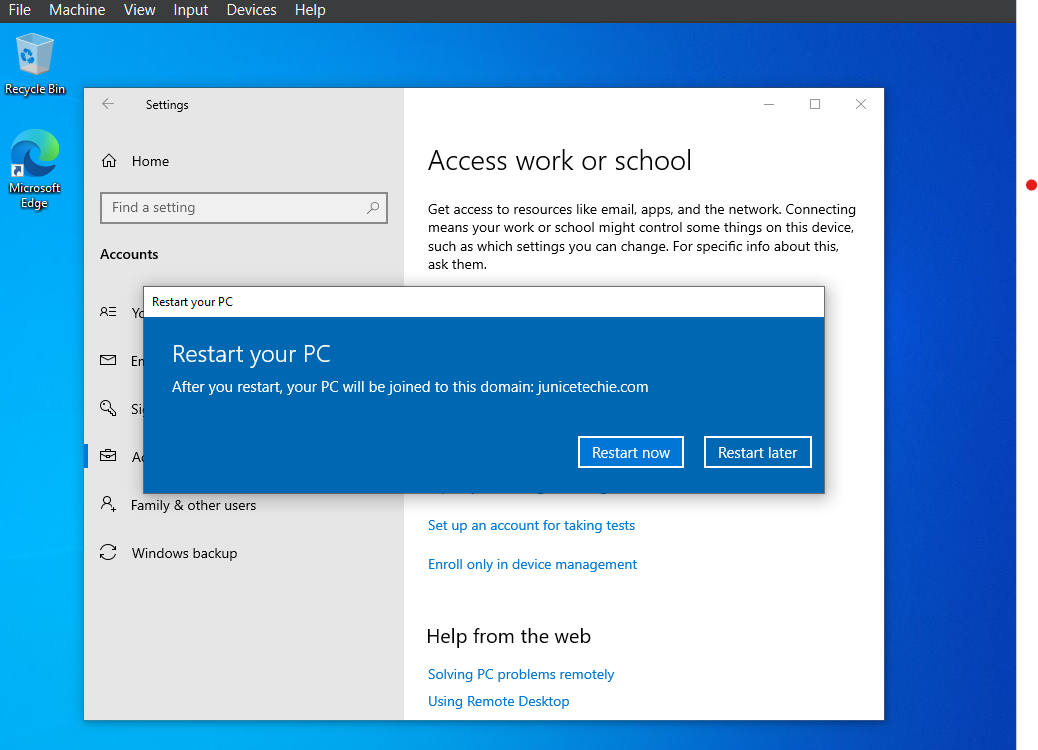 File Machine View Input Devices Help
Recycle Bin
Microsoft
Edge
Settings
Home
Find a setting
Accounts
Access work or school
Get access to resources like email, apps, and the network. Connecting
means your work or school might control some things on this device,
such as which settings you can change. For specific info about this,
ask them.
Restart your PC
Restart your PC
After you restart, your PC will be joined to this domain: junicetechie.com
Restart now Restart later
Family & other users
Windows backup
Set up an account for taking tests
Enroll only in device management
Help from the web
Solving PC problems remotely
Using Remote Desktop